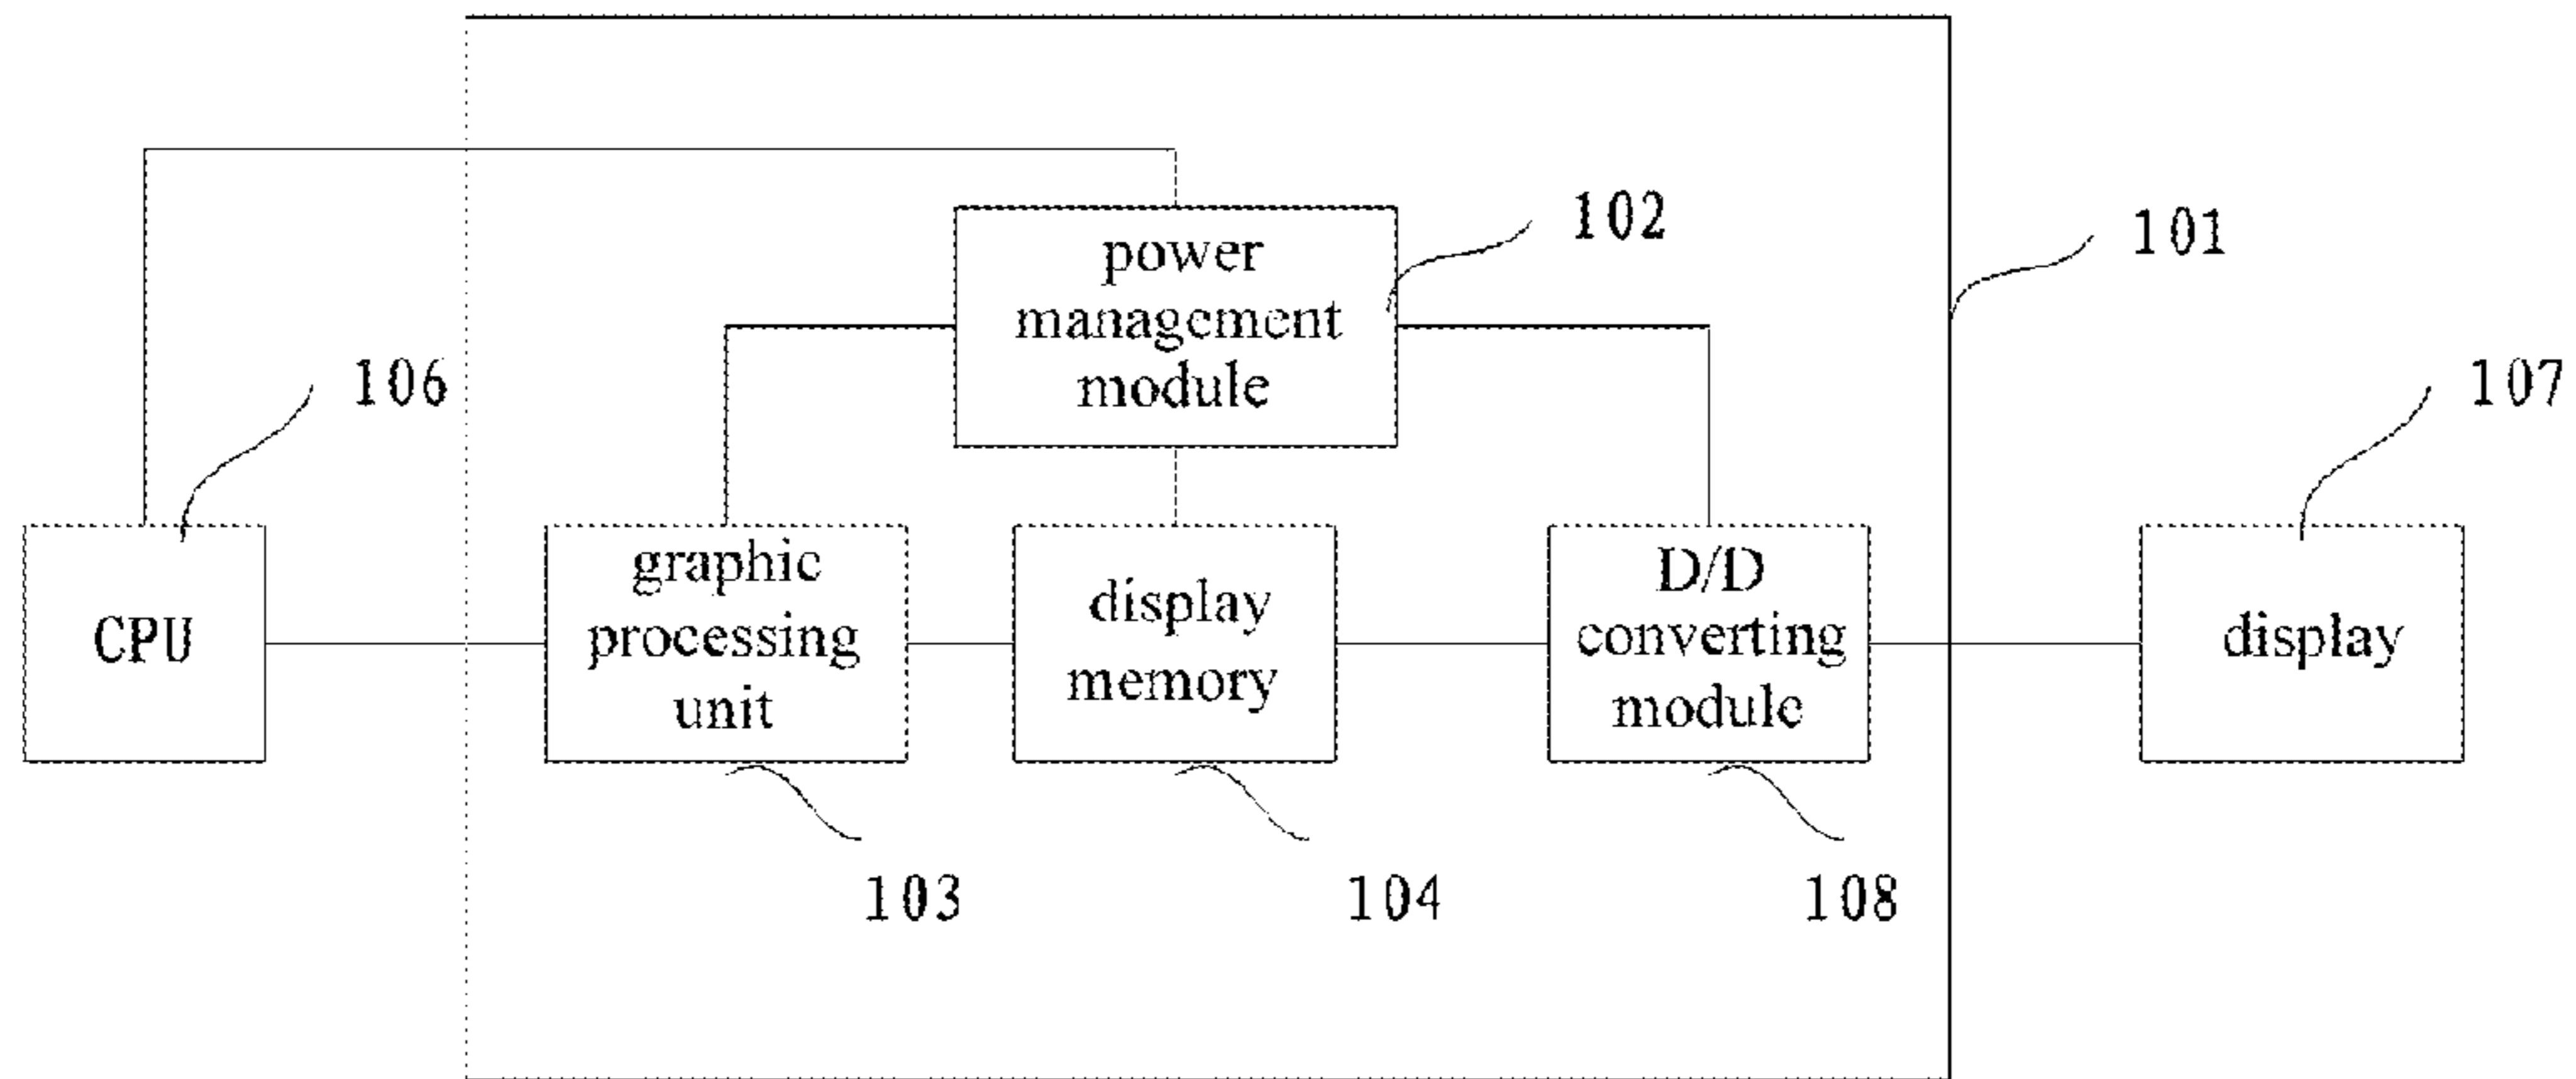 102
101
power
management
module
106
107
CPU
graphic
processing
unit
display
memory
D/D
converting
module
display
103
104
108